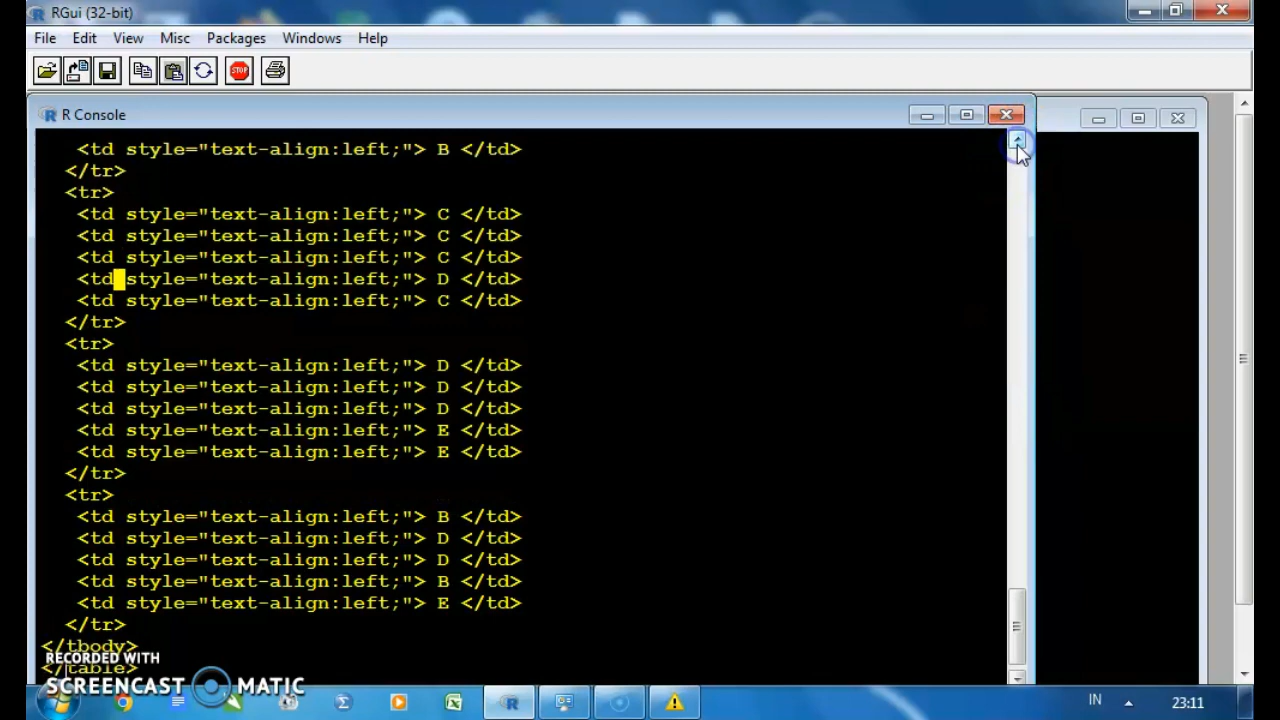 RGui (32-bit)
File Edit View Misc Packages Windows Help
STOP
R Console
<td style="text-align:left;"> B </td>
</tr>
<tr>
<td style="text-align:left;"> C </td>
<td style="text-align:left;"> C </td>
<td style="text-align:left;"> C </td>
<td style="text-align:left;"> D </td>
<td style="text-align:left;"> C </td>
</tr>
<tr>
<td style="text-align:left;"> D </td>
<td style="text-align:left;"> D </td>
<td style="text-align:left;"> D </td>
<td style="text-align:left;"> E </td>
<td style="text-align:left;"> E </td>
</tr>
<tr>
<td style="text-align:left;"> B </td>
<td style="text-align:left;"> D </td>
<td style="text-align:left;"> D </td>
<td style="text-align:left;"> B </td>
<td style="text-align:left;"> E </td>
</tr>
</tbody>
</table>
RECORDED WITH
SCREENCAST MATIC
IN 23:11